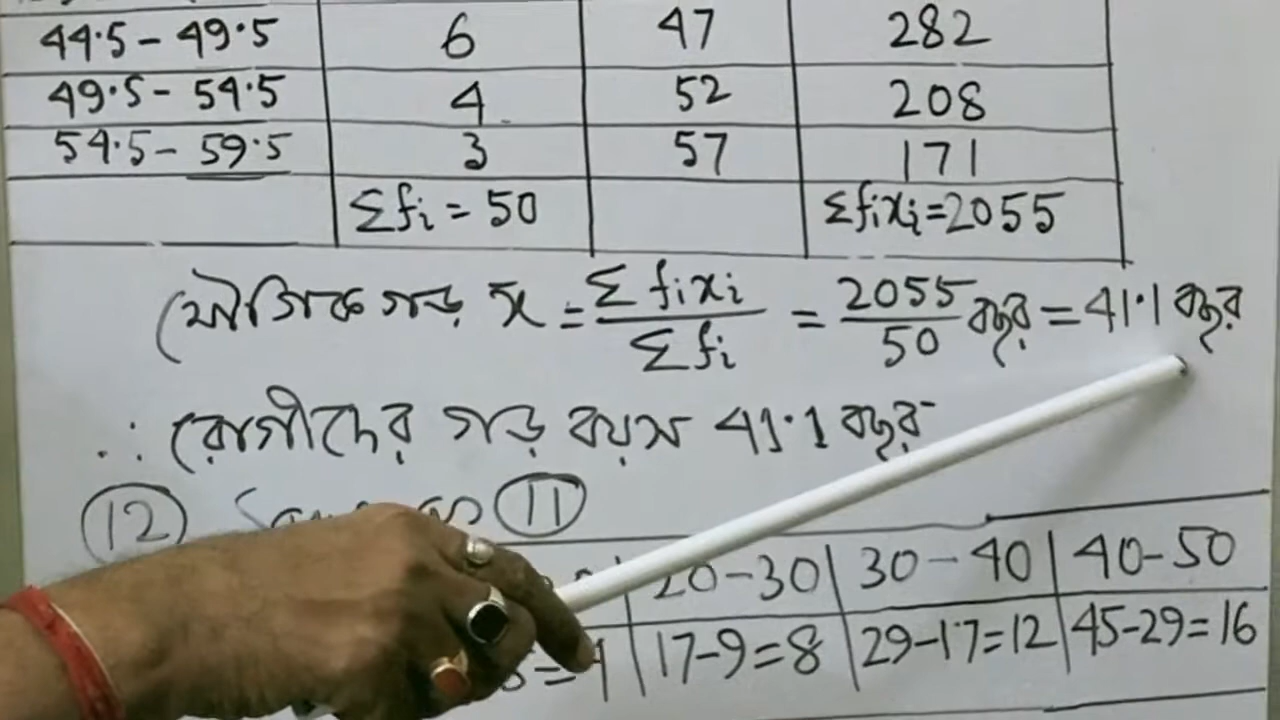 44.5 - 49.5 6 47 282
49.5 - 54.5 4 52 208
54.5 - 59.5 3 57 171
Σfi = 50 Σfixi = 2055
যৌগিক গড় x̄ = Σfixi / Σfi = 2055 / 50 বছর = 41.1 বছর
∴ রোগীদের গড় বয়স 41.1 বছর
12 11
20-30 30-40 40-50
17-9=8 29-17=12 45-29=16